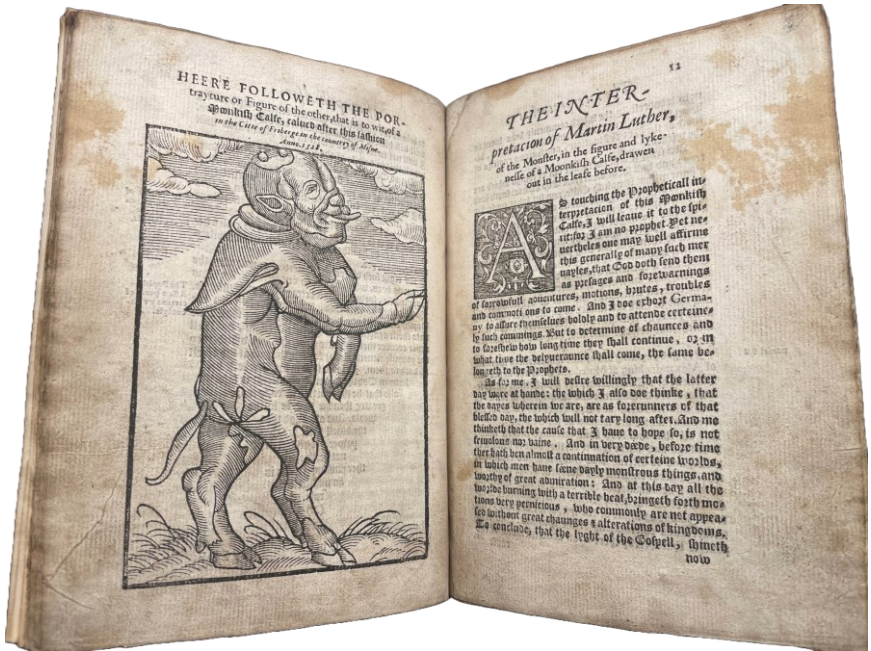 HEERE FOLLOWETH THE POR-
trayture or Figure of the other, that is to wit, of a
Moonkish Calfe, calued after this fashion
in the Citie of Friberge in the countrey of Misne.
Anno. 1528.
12
THE INTER-
pretacion of Martin Luther,
of the Monster, in the figure and lyke-
nesse of a Moonkish Calfe, drawen
out in the leafe before.
AS touching the Propheticall in-
terpretacion of this Moonkish
Calfe, I will leaue it to the spi-
rit: for I am no prophet. Yet ne-
uertheles one may well affirme
this generally of many such mer
uayles, that God doth send them
as presages and forewarnings
of sorrowfull aduentures, motions, brutes, troubles
and commotions to come. And I doe exhort Germa-
ny to assure themselues boldly and to attende certeine-
ly such commings. But to determine of chaunces and
to foreshew how long time they shall continue, or in
what time the delyueraunce shall come, the same be-
longeth to the Prophets.
As for me, I will desire willingly that the latter
day were at hande: the which I also doe thinke, that
the dayes wherein we are, are as forerunners of that
blessed day, the which will not tary long after. And me
thinketh that the cause that I haue to hope so, is not
friuolous nor vaine. And in very deede, before time
ther hath ben almost a continuation of certeine worlds,
in which men haue seene dayly monstrous things, and
worthy of great admiration: And at this day all the
worlde burning with a terrible heat, bringeth forth mo-
tions very pernicious, who commonly are not appea-
sed without great chaunges & alterations of kingdoms.
To conclude, that the lyght of the Gospell, shineth
now